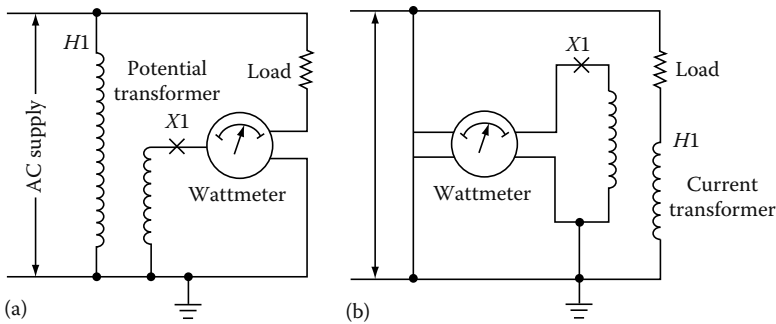 H1
Potential
transformer
Load
X1
AC supply
Wattmeter
(a)
X1
Load
H1
Wattmeter
Current
transformer
(b)